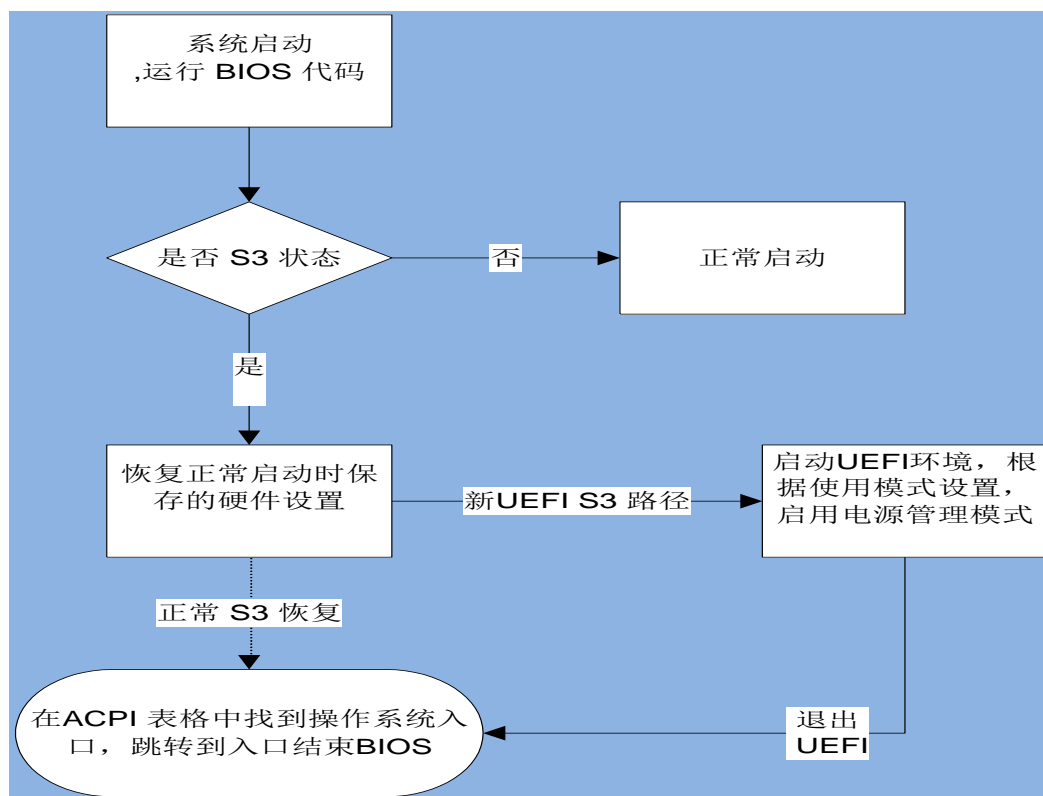 系统启动
,运行 BIOS 代码
是否 S3 状态
否
正常启动
是
恢复正常启动时保
存的硬件设置
新UEFI S3 路径
启动UEFI环境，根
据使用模式设置，
启用电源管理模式
正常 S3 恢复
在ACPI 表格中找到操作系统入
口，跳转到入口结束BIOS
退出
UEFI